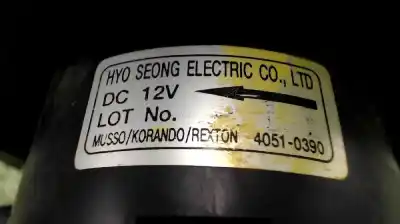 HYO SEONG ELECTRIC CO., LTD
DC 12V
LOT No.
MUSSO/KORANDO/REXTON 4051-0390